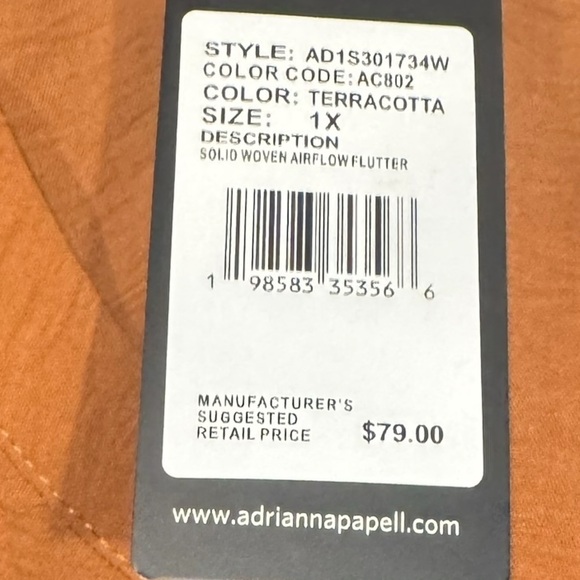 STYLE: AD1S301734W
COLOR CODE: AC802
COLOR: TERRACOTTA
SIZE: 1X
DESCRIPTION
SOLID WOVEN AIRFLOW FLUTTER
1 98583 35356 6
MANUFACTURER'S
SUGGESTED
RETAIL PRICE $79.00
www.adriannapapell.com